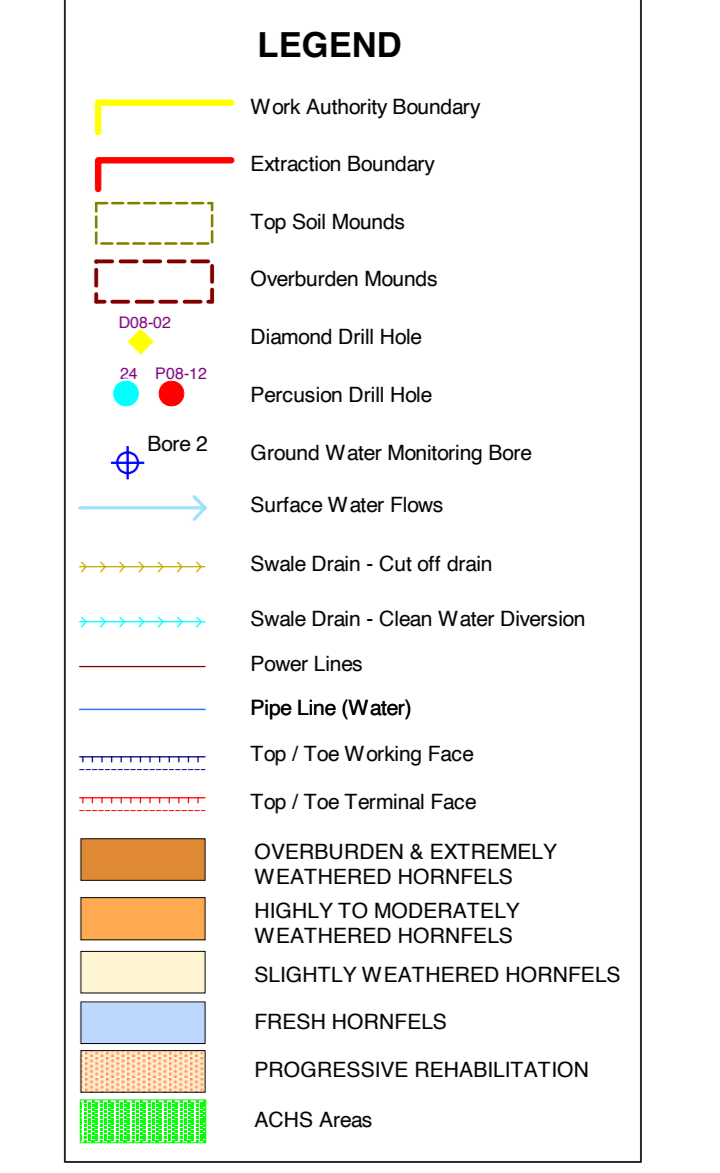 LEGEND
Work Authority Boundary
Extraction Boundary
Top Soil Mounds
Overburden Mounds
D08-02
Diamond Drill Hole
24 P08-12
Percusion Drill Hole
Bore 2
Ground Water Monitoring Bore
Surface Water Flows
Swale Drain - Cut off drain
Swale Drain - Clean Water Diversion
Power Lines
Pipe Line (Water)
Top / Toe Working Face
Top / Toe Terminal Face
OVERBURDEN & EXTREMELY
WEATHERED HORNFELS
HIGHLY TO MODERATELY
WEATHERED HORNFELS
SLIGHTLY WEATHERED HORNFELS
FRESH HORNFELS
PROGRESSIVE REHABILITATION
ACHS Areas